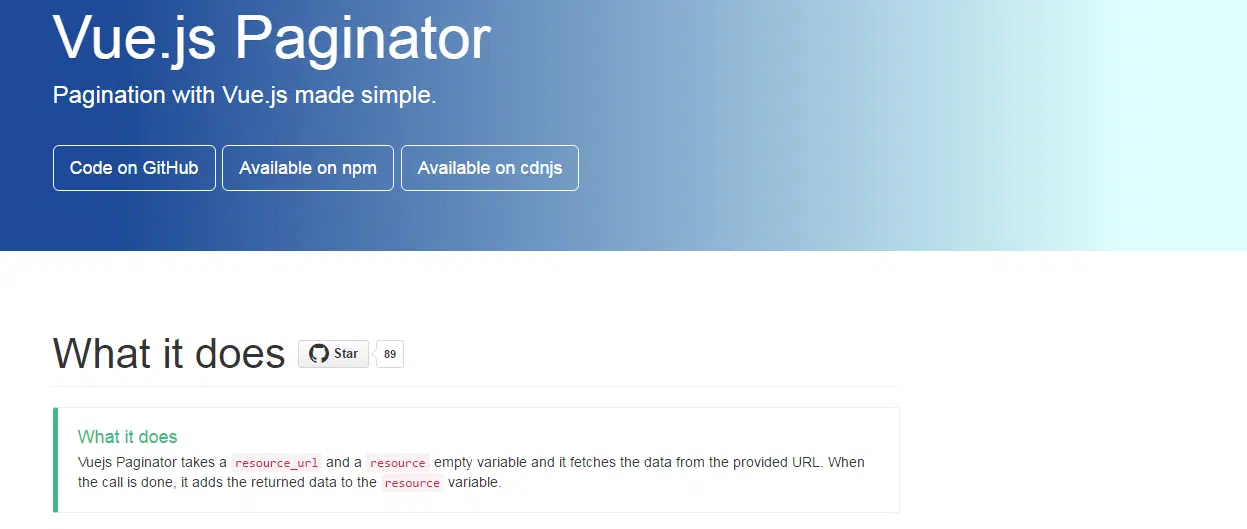 Vue.js Paginator
Pagination with Vue.js made simple.
Code on GitHub Available on npm Available on cdnjs
What it does Star 89
What it does
Vuejs Paginator takes a resource_url and a resource empty variable and it fetches the data from the provided URL. When
the call is done, it adds the returned data to the resource variable.